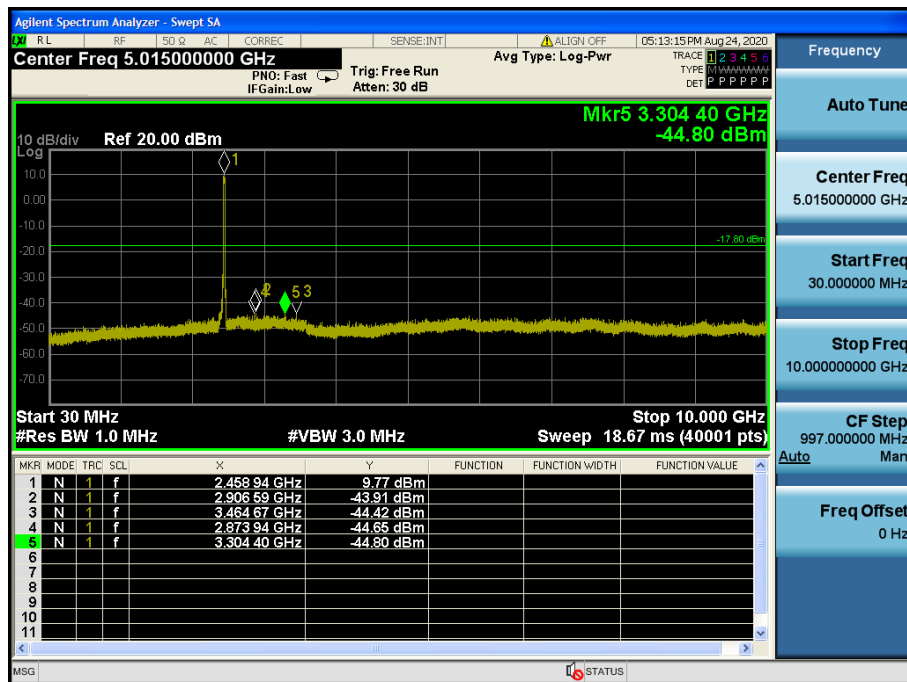 Agilent Spectrum Analyzer - Swept SA
LXI RL RF 50 Ω AC CORREC SENSE:INT ALIGN OFF 05:13:15 PM Aug 24, 2020
Center Freq 5.015000000 GHz
PNO: Fast
IFGain:Low
Trig: Free Run
Atten: 30 dB
Avg Type: Log-Pwr
TRACE 1 2 3 4 5 6
TYPE MWWWWW
DET P P P P P P
Mkr5 3.304 40 GHz
-44.80 dBm
10 dB/div Ref 20.00 dBm
Log
1
10.0
0.00
-10.0
-17.80 dBm
-20.0
-30.0
4 2 5 3
-40.0
-50.0
-60.0
-70.0
Start 30 MHz Stop 10.000 GHz
#Res BW 1.0 MHz #VBW 3.0 MHz Sweep 18.67 ms (40001 pts)
MKR MODE TRC SCL X Y FUNCTION FUNCTION WIDTH FUNCTION VALUE
1 N 1 f 2.458 94 GHz 9.77 dBm
2 N 1 f 2.906 59 GHz -43.91 dBm
3 N 1 f 3.464 67 GHz -44.42 dBm
4 N 1 f 2.873 94 GHz -44.65 dBm
5 N 1 f 3.304 40 GHz -44.80 dBm
6
7
8
9
10
11
MSG STATUS
Frequency
Auto Tune
Center Freq
5.015000000 GHz
Start Freq
30.000000 MHz
Stop Freq
10.000000000 GHz
CF Step
997.000000 MHz
Auto Man
Freq Offset
0 Hz